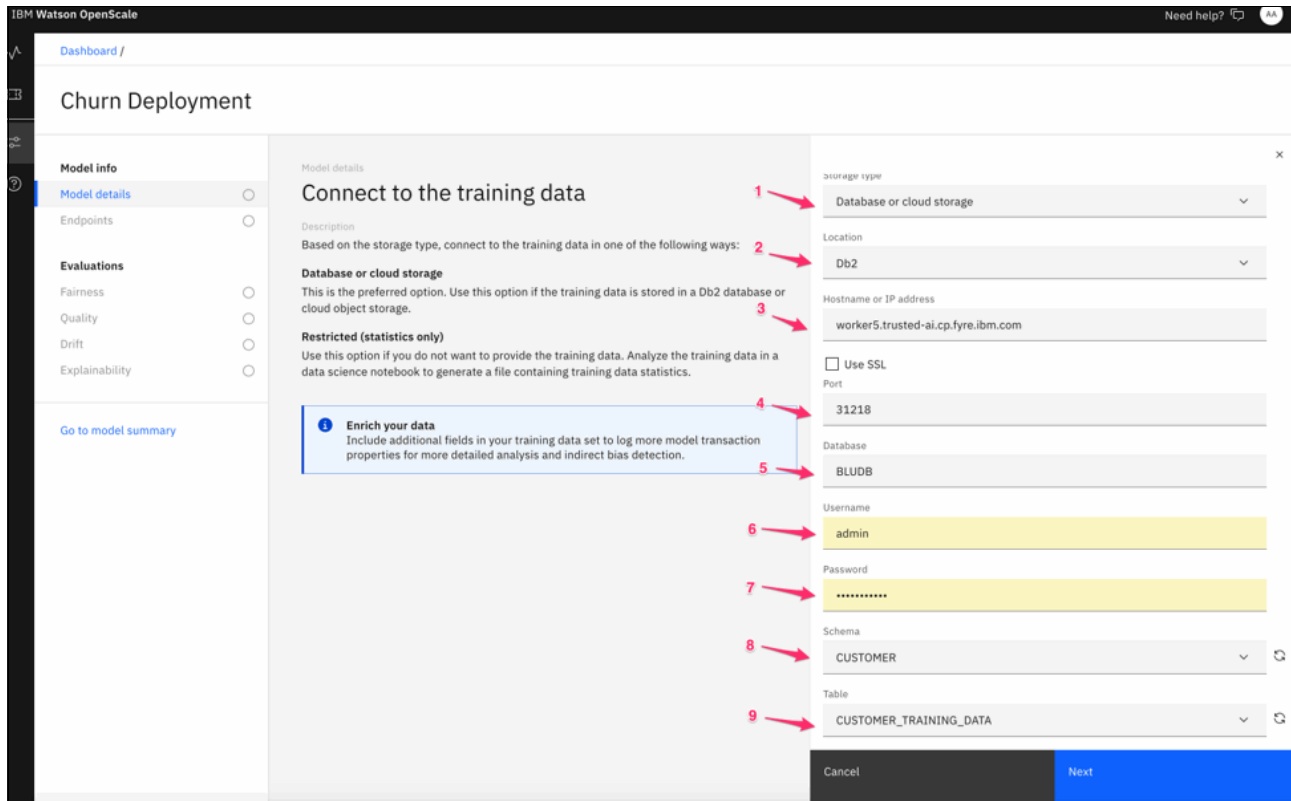 IBM Watson OpenScale
Need help?
AA
Dashboard /
Churn Deployment
Model info
Model details
Endpoints
Evaluations
Fairness
Quality
Drift
Explainability
Go to model summary
Model details
Connect to the training data
Description
Based on the storage type, connect to the training data in one of the following ways:
Database or cloud storage
This is the preferred option. Use this option if the training data is stored in a Db2 database or
cloud object storage.
Restricted (statistics only)
Use this option if you do not want to provide the training data. Analyze the training data in a
data science notebook to generate a file containing training data statistics.
Enrich your data
Include additional fields in your training data set to log more model transaction
properties for more detailed analysis and indirect bias detection.
Storage type
1
Database or cloud storage
Location
2
Db2
Hostname or IP address
3
worker5.trusted-ai.cp.fyre.ibm.com
Use SSL
Port
4
31218
Database
5
BLUDB
Username
6
admin
Password
7
•••••••••••
Schema
8
CUSTOMER
Table
9
CUSTOMER_TRAINING_DATA
Cancel
Next